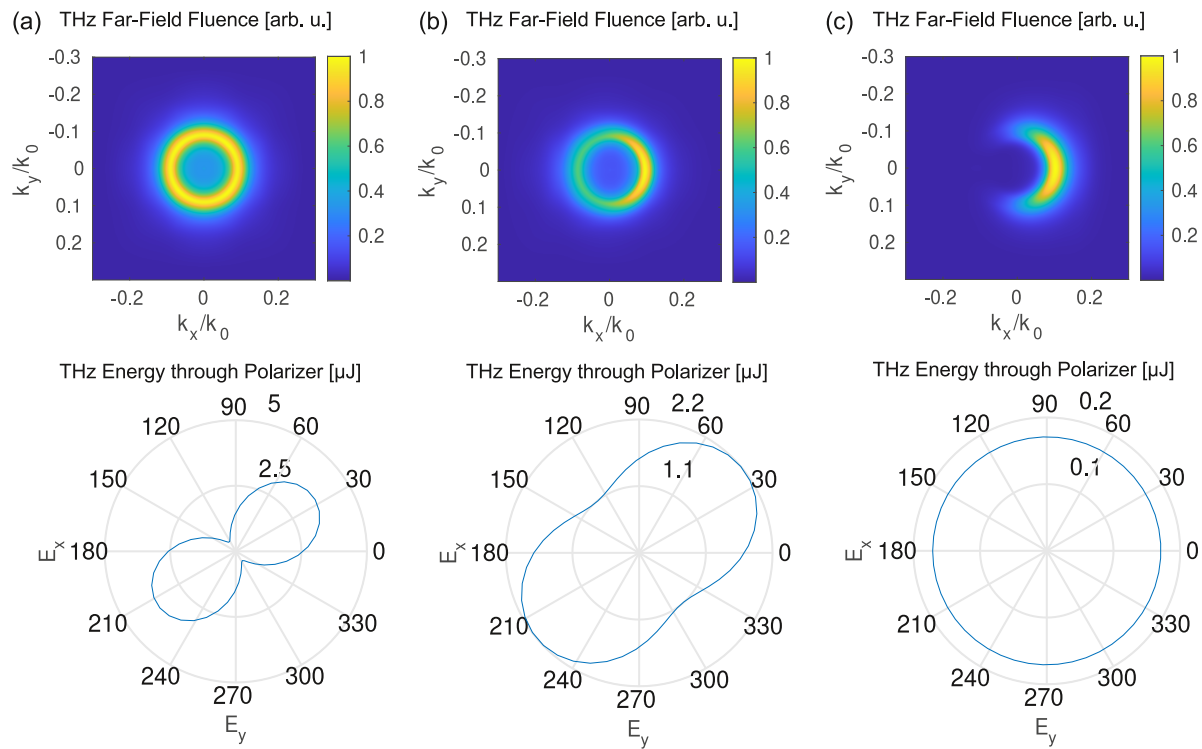 (a) THz Far-Field Fluence [arb. u.]
-0.3
-0.2
-0.1
0
0.1
0.2
k_y/k_0
-0.2 0 0.2
k_x/k_0
1
0.8
0.6
0.4
0.2
(b) THz Far-Field Fluence [arb. u.]
-0.3
-0.2
-0.1
0
0.1
0.2
k_y/k_0
-0.2 0 0.2
k_x/k_0
1
0.8
0.6
0.4
0.2
(c) THz Far-Field Fluence [arb. u.]
-0.3
-0.2
-0.1
0
0.1
0.2
k_y/k_0
-0.2 0 0.2
k_x/k_0
1
0.8
0.6
0.4
0.2
THz Energy through Polarizer [µJ]
90 5
120 60
2.5
150 30
E_x 180 0
210 330
240 300
270
E_y
THz Energy through Polarizer [µJ]
90 2.2
120 60
1.1
150 30
E_x 180 0
210 330
240 300
270
E_y
THz Energy through Polarizer [µJ]
90 0.2
120 60
0.1
150 30
E_x 180 0
210 330
240 300
270
E_y